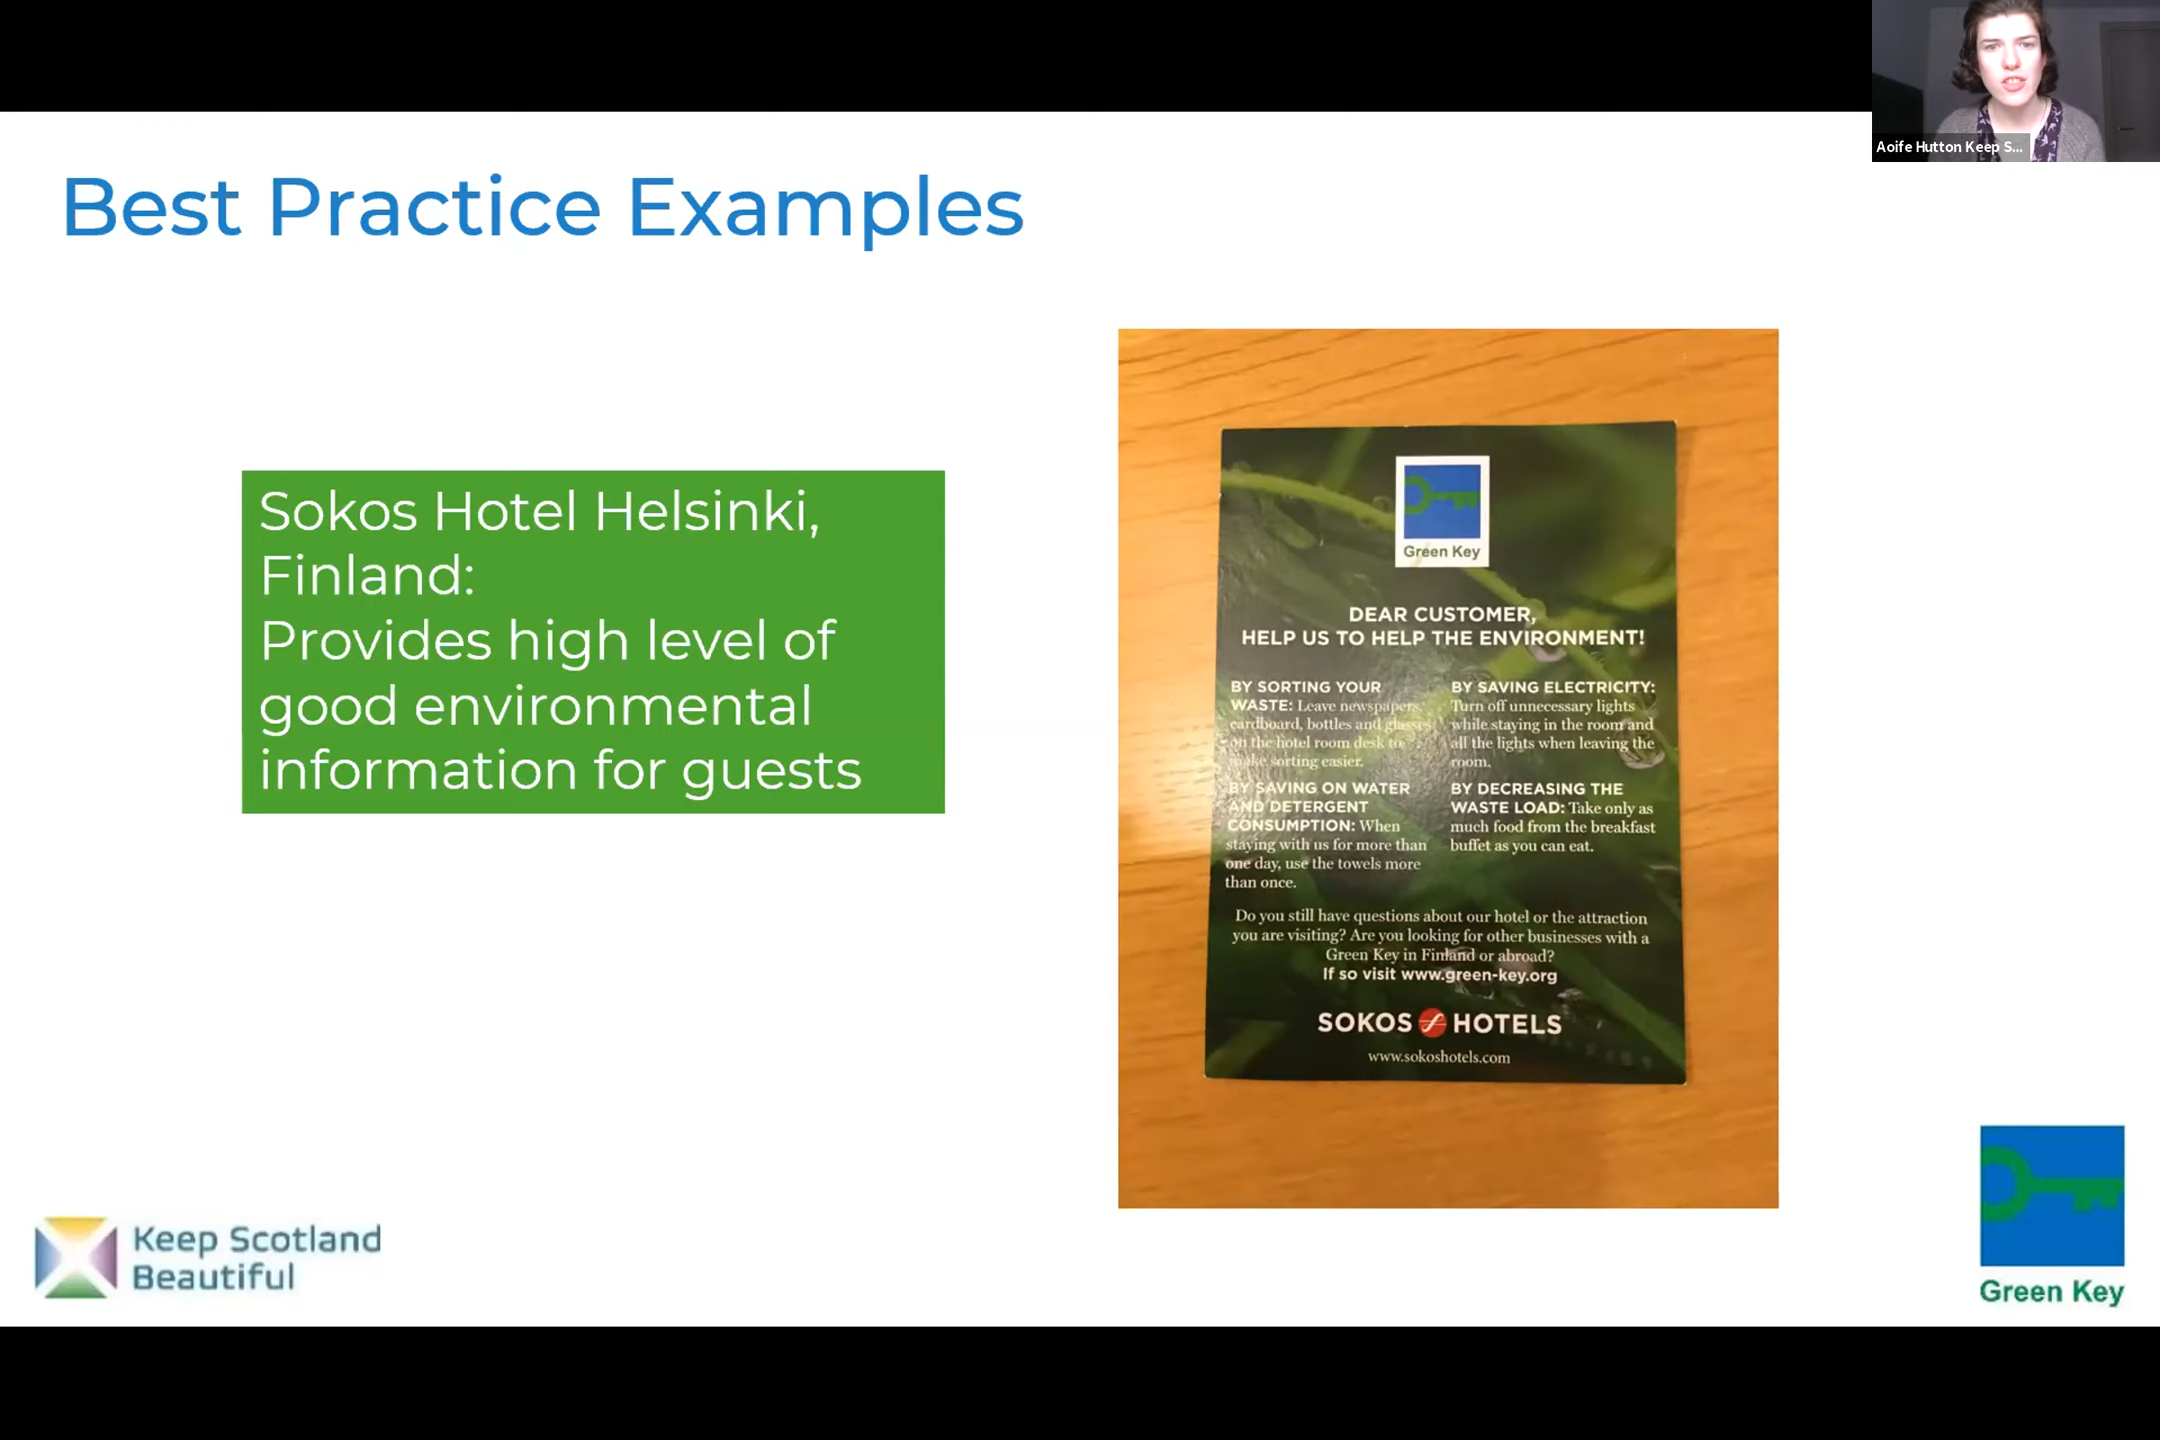 Aoife Hutton Keep S...
Best Practice Examples
Sokos Hotel Helsinki,
Finland:
Provides high level of
good environmental
information for guests
Green Key
DEAR CUSTOMER,
HELP US TO HELP THE ENVIRONMENT!
BY SORTING YOUR
WASTE: Leave newspapers,
cardboard, bottles and glasses
on the hotel room desk to
make sorting easier.
BY SAVING ON WATER
AND DETERGENT
CONSUMPTION: When
staying with us for more than
one day, use the towels more
than once.
BY SAVING ELECTRICITY:
Turn off unnecessary lights
while staying in the room and
all the lights when leaving the
room.
BY DECREASING THE
WASTE LOAD: Take only as
much food from the breakfast
buffet as you can eat.
Do you still have questions about our hotel or the attraction
you are visiting? Are you looking for other businesses with a
Green Key in Finland or abroad?
If so visit www.green-key.org
SOKOS HOTELS
www.sokoshotels.com
Keep Scotland
Beautiful
Green Key